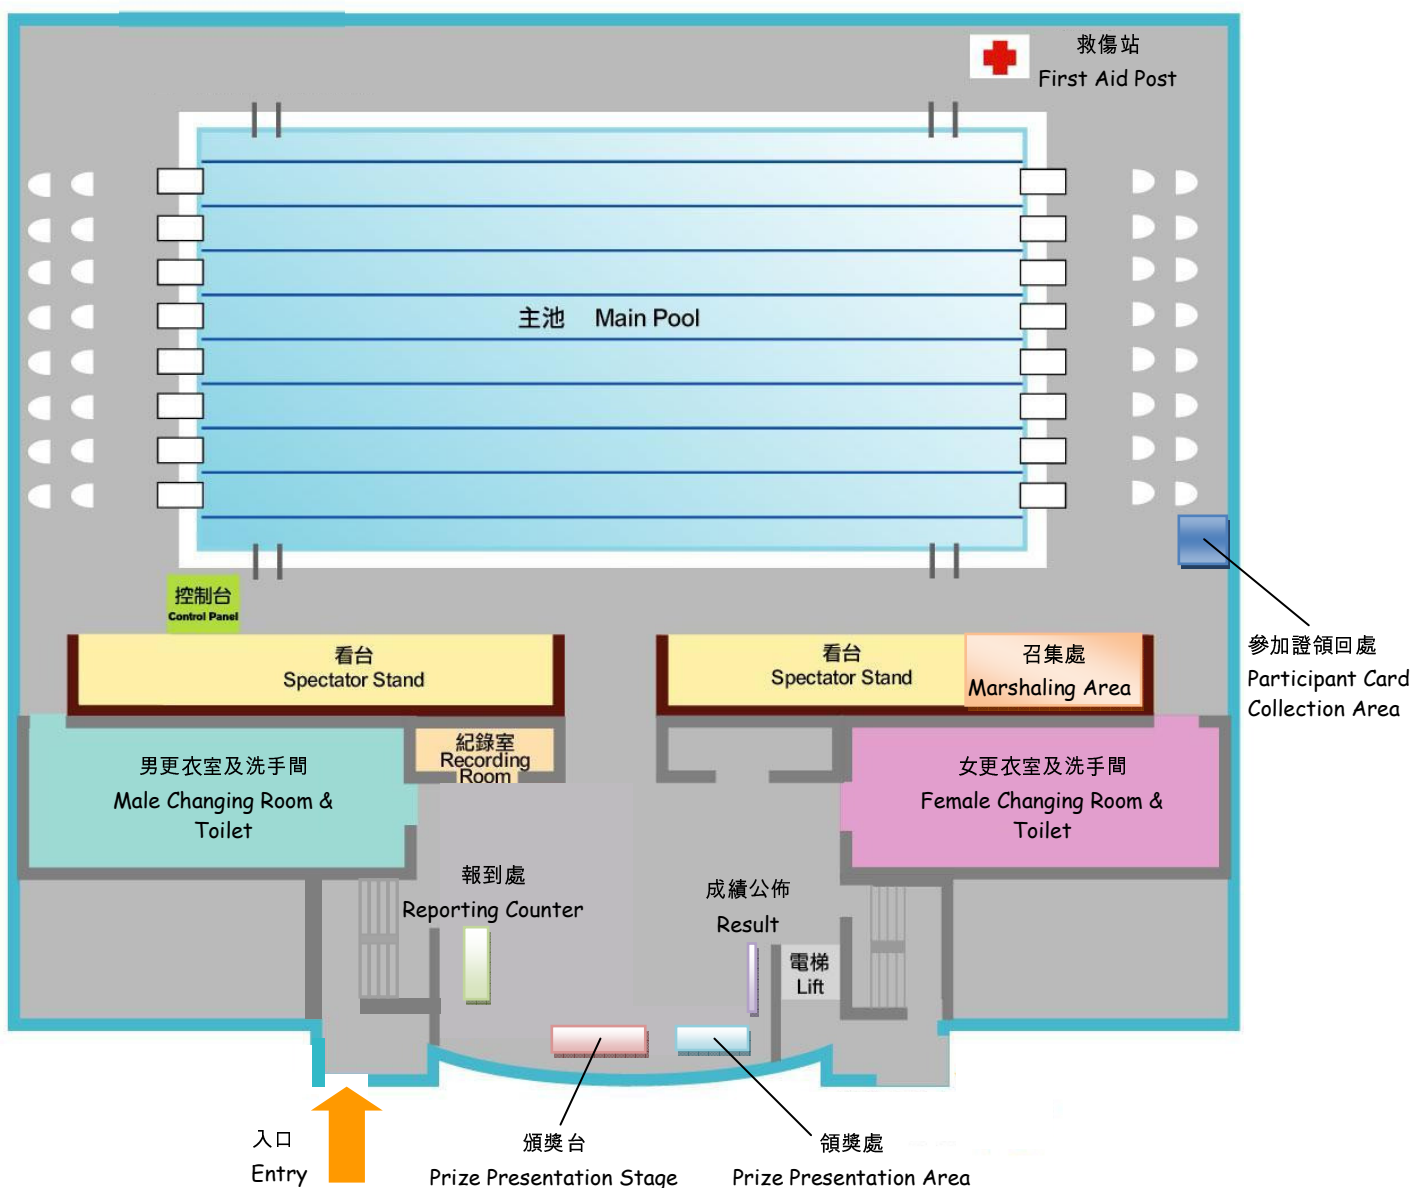 救傷站
First Aid Post
主池 Main Pool
控制台
Control Panel
看台
Spectator Stand
看台
Spectator Stand
召集處
Marshaling Area
參加證領回處
Participant Card
Collection Area
男更衣室及洗手間
Male Changing Room &
Toilet
紀錄室
Recording
Room
女更衣室及洗手間
Female Changing Room &
Toilet
報到處
Reporting Counter
成績公佈
Result
電梯
Lift
入口
Entry
頒獎台
Prize Presentation Stage
領獎處
Prize Presentation Area